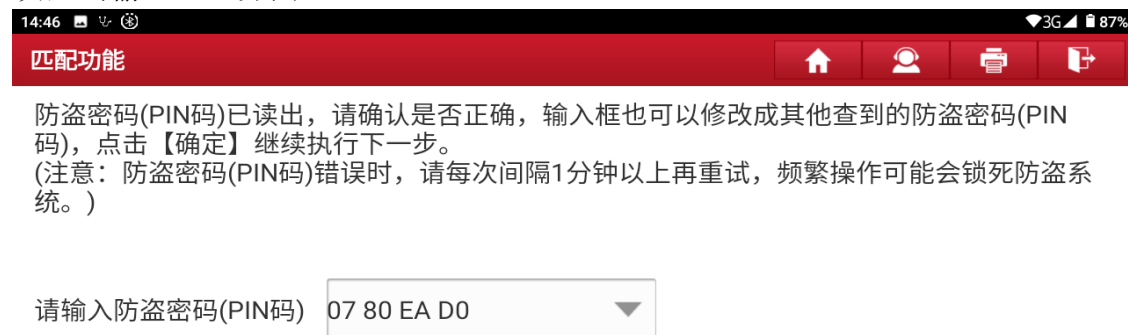 14:46 3G 87%
匹配功能
防盗密码(PIN码)已读出，请确认是否正确，输入框也可以修改成其他查到的防盗密码(PIN
码)，点击【确定】继续执行下一步。
(注意：防盗密码(PIN码)错误时，请每次间隔1分钟以上再重试，频繁操作可能会锁死防盗系
统。)
请输入防盗密码(PIN码) 07 80 EA D0